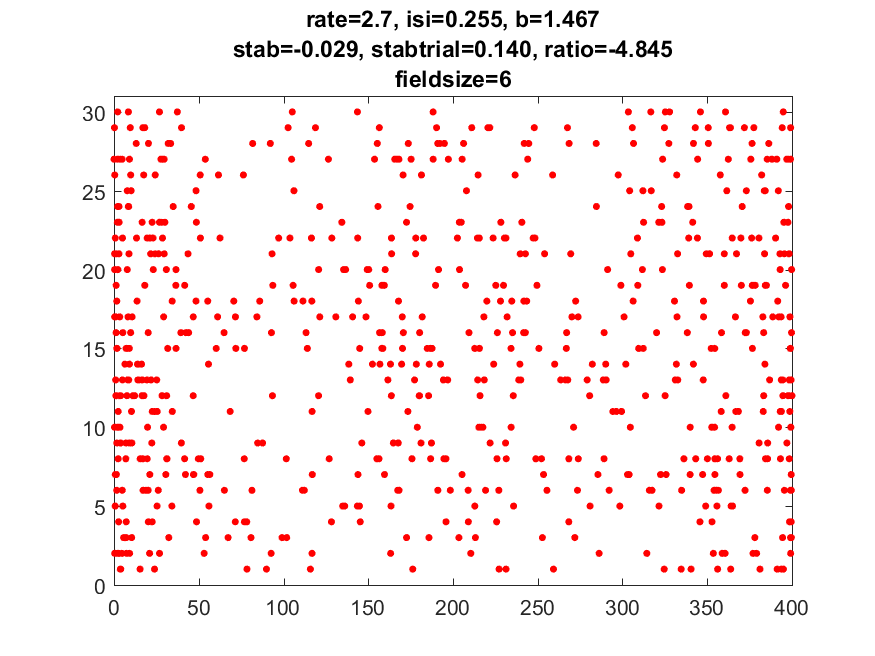 rate=2.7, isi=0.255, b=1.467
stab=-0.029, stabtrial=0.140, ratio=-4.845
fieldsize=6
30
25
20
15
10
5
0
0 50 100 150 200 250 300 350 400